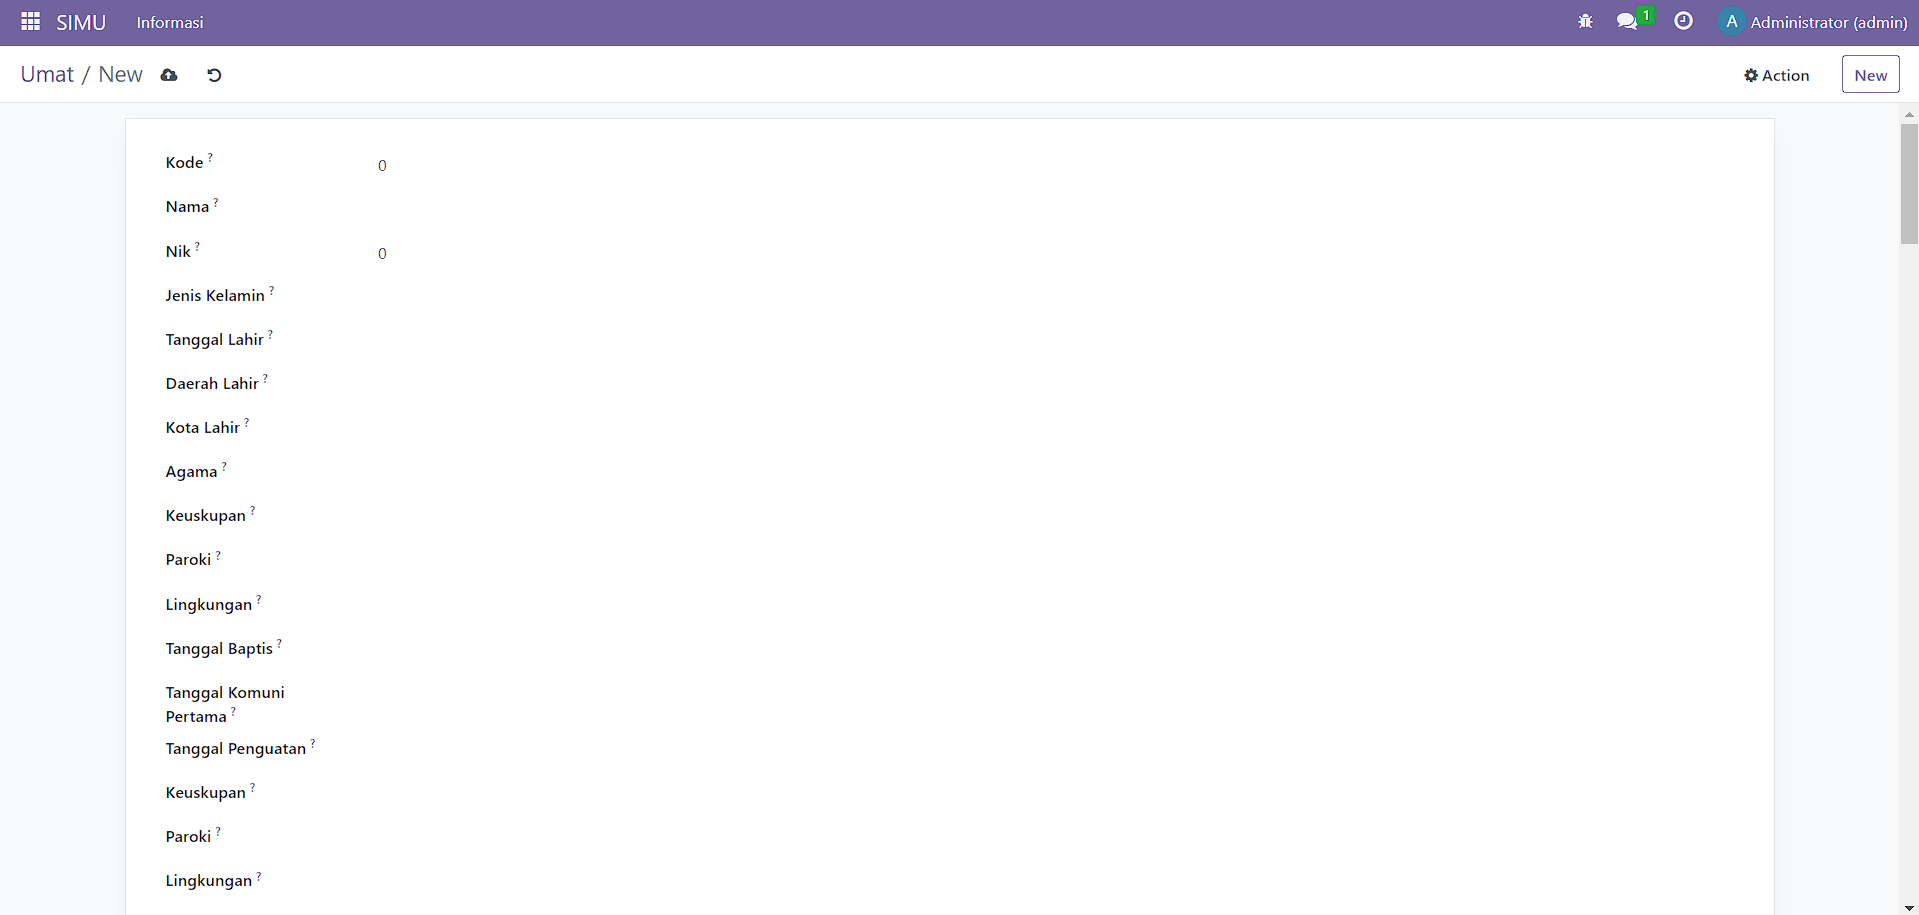 SIMU Informasi 1 A Administrator (admin)
Umat / New Action New
Kode ? 0
Nama ?
Nik ? 0
Jenis Kelamin ?
Tanggal Lahir ?
Daerah Lahir ?
Kota Lahir ?
Agama ?
Keuskupan ?
Paroki ?
Lingkungan ?
Tanggal Baptis ?
Tanggal Komuni
Pertama ?
Tanggal Penguatan ?
Keuskupan ?
Paroki ?
Lingkungan ?